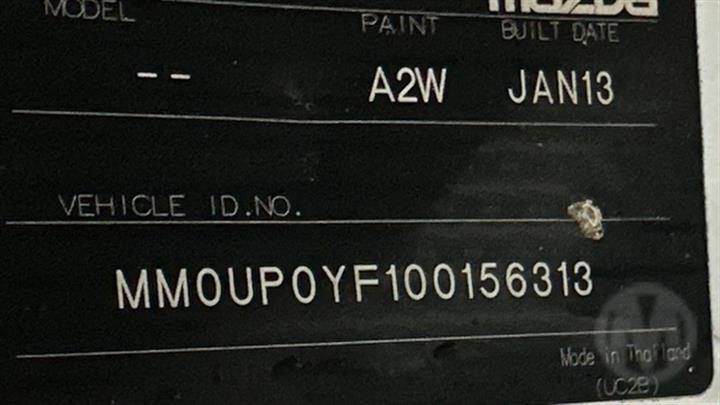 mazda
MODEL PAINT BUILT DATE
-- A2W JAN13
VEHICLE ID.NO.
MM0UP0YF100156313
Made in Thailand
(UC2B)